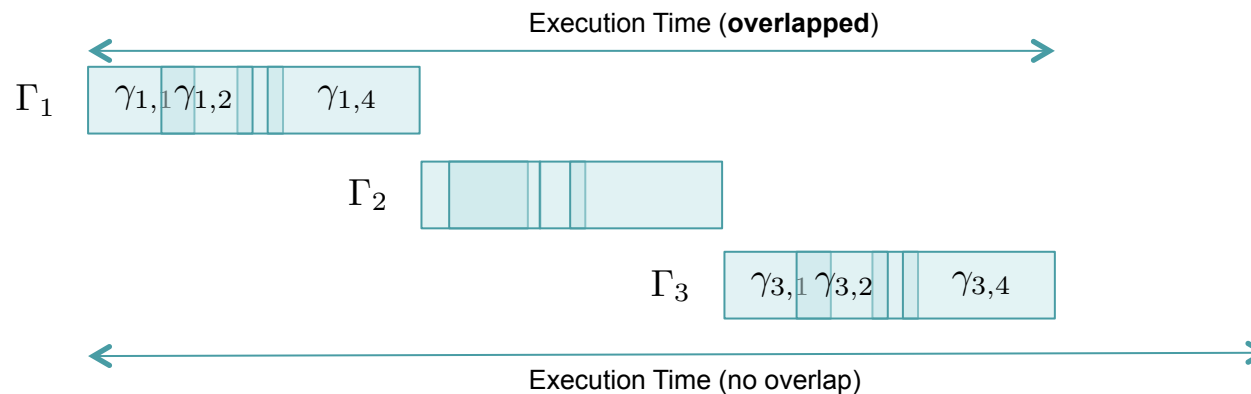 Execution Time (overlapped)
Γ1 γ1,1 γ1,2 γ1,4
Γ2
Γ3 γ3,1 γ3,2 γ3,4
Execution Time (no overlap)